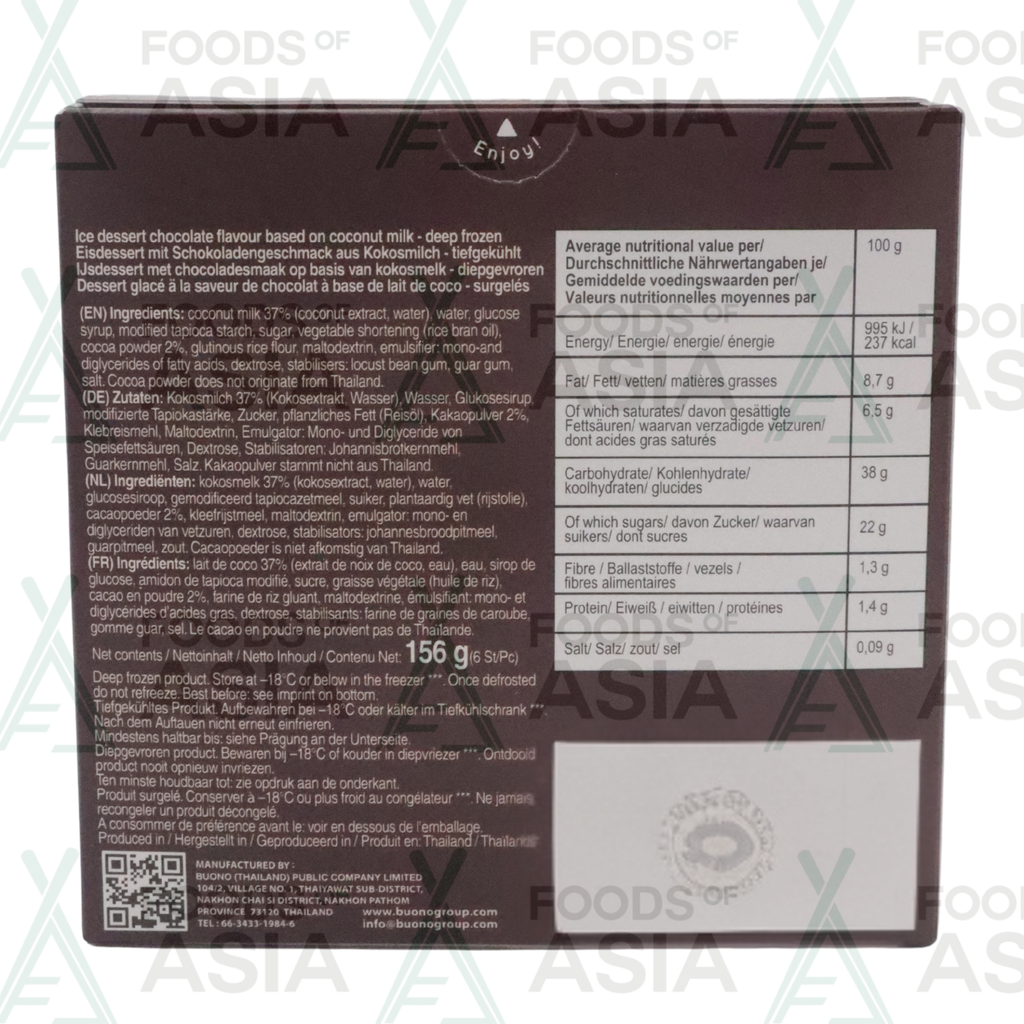 Enjoy!
Ice dessert chocolate flavour based on coconut milk - deep frozen
Eisdessert mit Schokoladengeschmack aus Kokosmilch - tiefgekühlt
IJsdessert met chocoladesmaak op basis van kokosmelk - diepgevroren
Dessert glacé à la saveur de chocolat à base de lait de coco - surgelés
(EN) Ingredients: coconut milk 37% (coconut extract, water), water, glucose
syrup, modified tapioca starch, sugar, vegetable shortening (rice bran oil),
cocoa powder 2%, glutinous rice flour, maltodextrin, emulsifier: mono-and
diglycerides of fatty acids, dextrose, stabilisers: locust bean gum, guar gum,
salt. Cocoa powder does not originate from Thailand.
(DE) Zutaten: Kokosmilch 37% (Kokosextrakt, Wasser), Wasser, Glukosesirup,
modifizierte Tapiokastärke, Zucker, pflanzliches Fett (Reisöl), Kakaopulver 2%,
Klebreismehl, Maltodextrin, Emulgator: Mono- und Diglyceride von
Speisefettsäuren, Dextrose, Stabilisatoren: Johannisbrotkernmehl,
Guarkernmehl, Salz. Kakaopulver stammt nicht aus Thailand.
(NL) Ingrediënten: kokosmelk 37% (kokosextract, water), water,
glucosesiroop, gemodificeerd tapiocazetmeel, suiker, plantaardig vet (rijstolie),
cacaopoeder 2%, kleefrijstmeel, maltodextrin, emulgator: mono- en
diglyceriden van vetzuren, dextrose, stabilisators: johannesbroodpitmeel,
guarpitmeel, zout. Cacaopoeder is niet afkomstig van Thailand.
(FR) Ingrédients: lait de coco 37% (extrait de noix de coco, eau), eau, sirop de
glucose, amidon de tapioca modifié, sucre, graisse végétale (huile de riz),
cacao en poudre 2%, farine de riz gluant, maltodextrine, émulsifiant: mono- et
diglycérides d'acides gras, dextrose, stabilisants: farine de graines de caroube,
gomme guar, sel. Le cacao en poudre ne provient pas de Thaïlande.
Net contents / Nettoinhalt / Netto Inhoud / Contenu Net: 156 g (6 St/Pc)
Deep frozen product. Store at –18°C or below in the freezer ***. Once defrosted
do not refreeze. Best before: see imprint on bottom.
Tiefgekühltes Produkt. Aufbewahren bei –18°C oder kälter im Tiefkühlschrank ***.
Nach dem Auftauen nicht erneut einfrieren.
Mindestens haltbar bis: siehe Prägung an der Unterseite.
Diepgevroren product. Bewaren bij –18°C of kouder in diepvriezer ***. Ontdooid
product nooit opnieuw invriezen.
Ten minste houdbaar tot: zie opdruk aan de onderkant.
Produit surgelé. Conserver à –18°C ou plus froid au congélateur ***. Ne jamais
recongeler un produit décongelé.
A consommer de préférence avant le: voir en dessous de l'emballage.
Produced in / Hergestellt in / Geproduceerd in / Produit en: Thailand
MANUFACTURED BY :
BUONO (THAILAND) PUBLIC COMPANY LIMITED
104/2, VILLAGE NO. 1, THAIYAWAT SUB-DISTRICT,
NAKHON CHAI SI DISTRICT, NAKHON PATHOM
PROVINCE 73120 THAILAND www.buonogroup.com
TEL : 66-3433-1984-6 info@buonogroup.com
Average nutritional value per/ 100 g
Durchschnittliche Nährwertangaben je/
Gemiddelde voedingswaarden per/
Valeurs nutritionnelles moyennes par
Energy/ Energie/ energie/ énergie 995 kJ /
237 kcal
Fat/ Fett/ vetten/ matières grasses 8,7 g
Of which saturates/ davon gesättigte 6,5 g
Fettsäuren/ waarvan verzadigde vetzuren/
dont acides gras saturés
Carbohydrate/ Kohlenhydrate/ 38 g
koolhydraten/ glucides
Of which sugars/ davon Zucker/ waarvan 22 g
suikers/ dont sucres
Fibre / Ballaststoffe / vezels / 1,3 g
fibres alimentaires
Protein/ Eiweiß / eiwitten / protéines 1,4 g
Salt/ Salz/ zout/ sel 0,09 g
FOODS OF ASIA